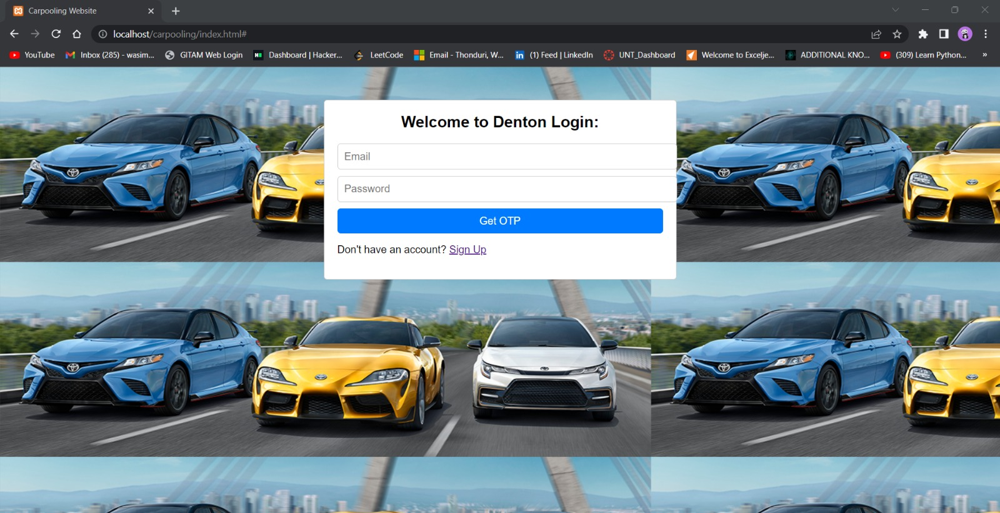 Carpooling Website
localhost/carpooling/index.html#
YouTube Inbox (285) - wasim... GITAM Web Login Dashboard | Hacker... LeetCode Email - Thonduri, W... (1) Feed | LinkedIn UNT_Dashboard Welcome to Excelje... ADDITIONAL KNO... (309) Learn Python... »
Welcome to Denton Login:
Email
Password
Get OTP
Don't have an account? Sign Up